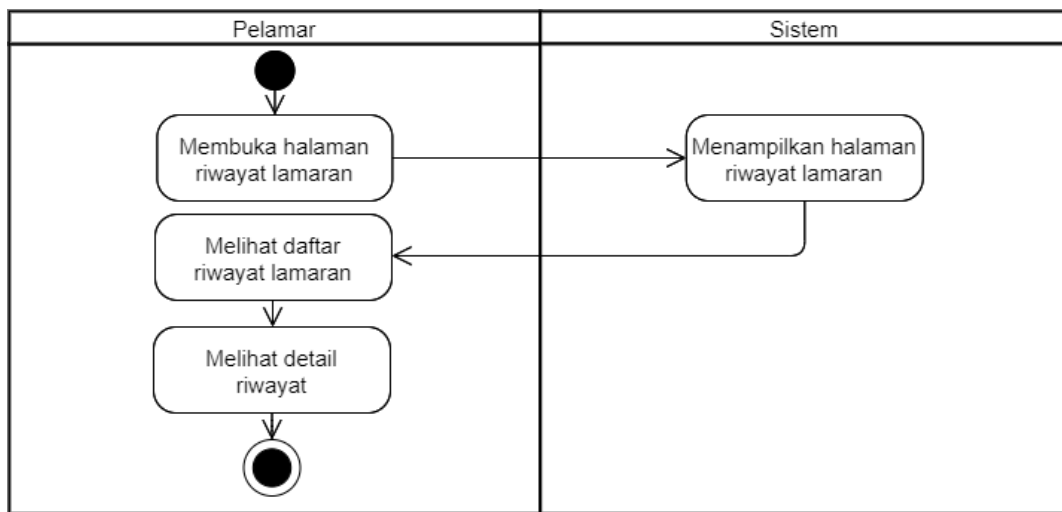 Pelamar
Sistem
Membuka halaman
riwayat lamaran
Menampilkan halaman
riwayat lamaran
Melihat daftar
riwayat lamaran
Melihat detail
riwayat